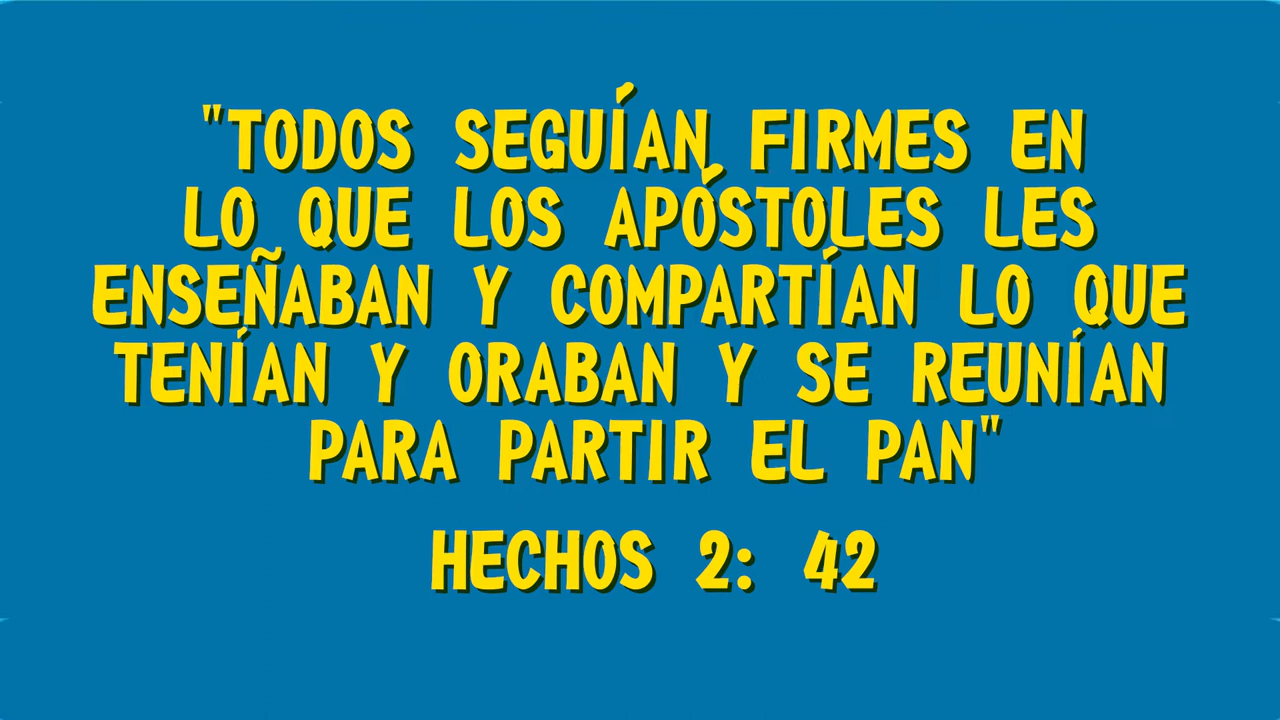 "TODOS SEGUÍAN FIRMES EN
LO QUE LOS APÓSTOLES LES
ENSEÑABAN Y COMPARTÍAN LO QUE
TENÍAN Y ORABAN Y SE REUNÍAN
PARA PARTIR EL PAN"
HECHOS 2: 42